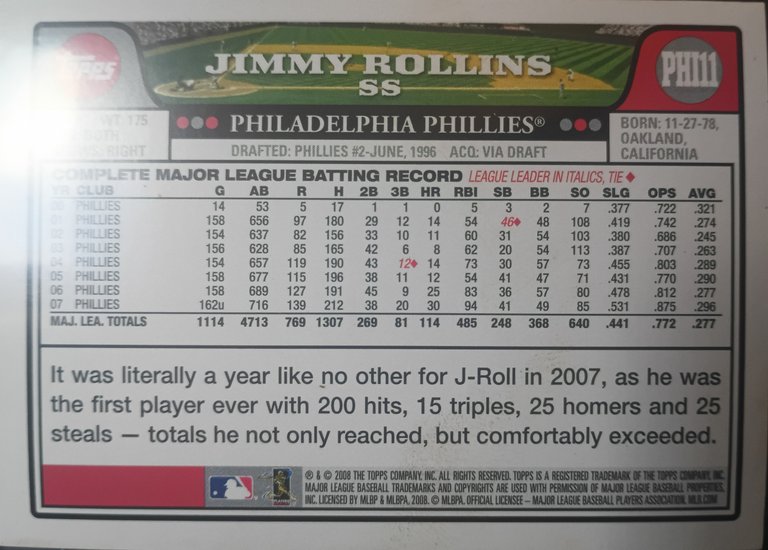 Topps
JIMMY ROLLINS
SS
PHI11
WT: 175
BOTH
RIGHT
PHILADELPHIA PHILLIES®
BORN: 11-27-78,
OAKLAND,
CALIFORNIA
DRAFTED: PHILLIES #2-JUNE, 1996 ACQ: VIA DRAFT
COMPLETE MAJOR LEAGUE BATTING RECORD LEAGUE LEADER IN ITALICS, TIE ♦
YR CLUB G AB R H 2B 3B HR RBI SB BB SO SLG OPS AVG
00 PHILLIES 14 53 5 17 1 1 0 5 3 2 7 .377 .722 .321
01 PHILLIES 158 656 97 180 29 12 14 54 46♦ 48 108 .419 .742 .274
02 PHILLIES 154 637 82 156 33 10 11 60 31 54 103 .380 .686 .245
03 PHILLIES 156 628 85 165 42 6 8 62 20 54 113 .387 .707 .263
04 PHILLIES 154 657 119 190 43 12♦ 14 73 30 57 73 .455 .803 .289
05 PHILLIES 158 677 115 196 38 11 12 54 41 47 71 .431 .770 .290
06 PHILLIES 158 689 127 191 45 9 25 83 36 57 80 .478 .812 .277
07 PHILLIES 162u 716 139 212 38 20 30 94 41 49 85 .531 .875 .296
MAJ. LEA. TOTALS 1114 4713 769 1307 269 81 114 485 248 368 640 .441 .772 .277
It was literally a year like no other for J-Roll in 2007, as he was
the first player ever with 200 hits, 15 triples, 25 homers and 25
steals — totals he not only reached, but comfortably exceeded.
® & © 2008 THE TOPPS COMPANY, INC. ALL RIGHTS RESERVED. TOPPS IS A REGISTERED TRADEMARK OF THE TOPPS COMPANY, INC.
MAJOR LEAGUE BASEBALL TRADEMARKS AND COPYRIGHTS ARE USED WITH PERMISSION OF MAJOR LEAGUE BASEBALL PROPERTIES,
INC. LICENSED BY MLBP & MLBPA, 2008. © MLBPA. OFFICIAL LICENSEE – MAJOR LEAGUE BASEBALL PLAYERS ASSOCIATION. MLB.COM